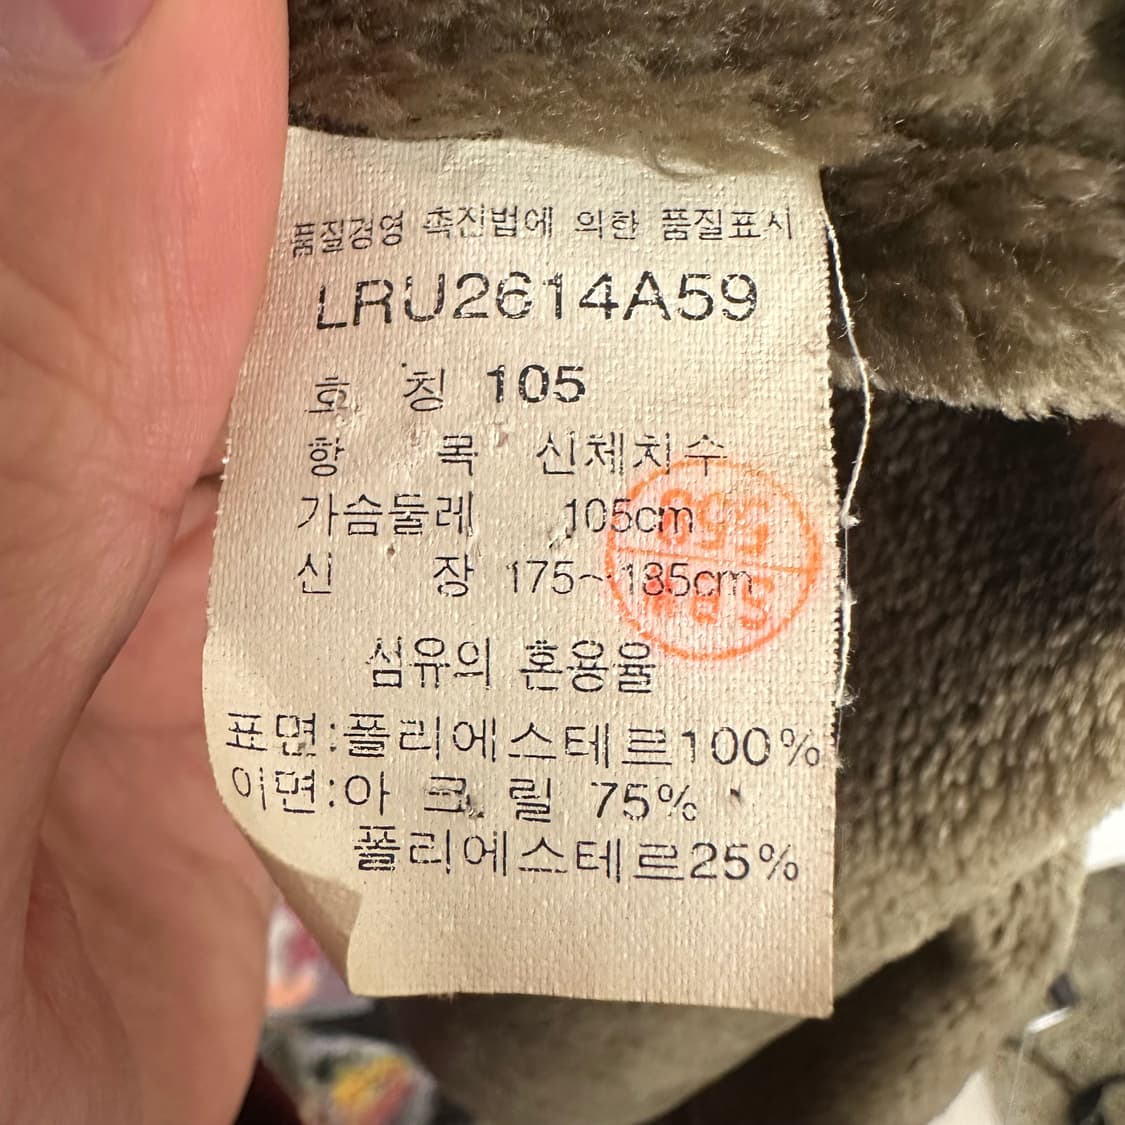 품질경영 촉진법에 의한 품질표시
LRU2614A59
호 칭 105
항 목 신체치수
가슴둘레 105cm
신 장 175~185cm
섬유의 혼용율
표면:폴리에스테르100%
이면:아 크 릴 75%
폴리에스테르25%